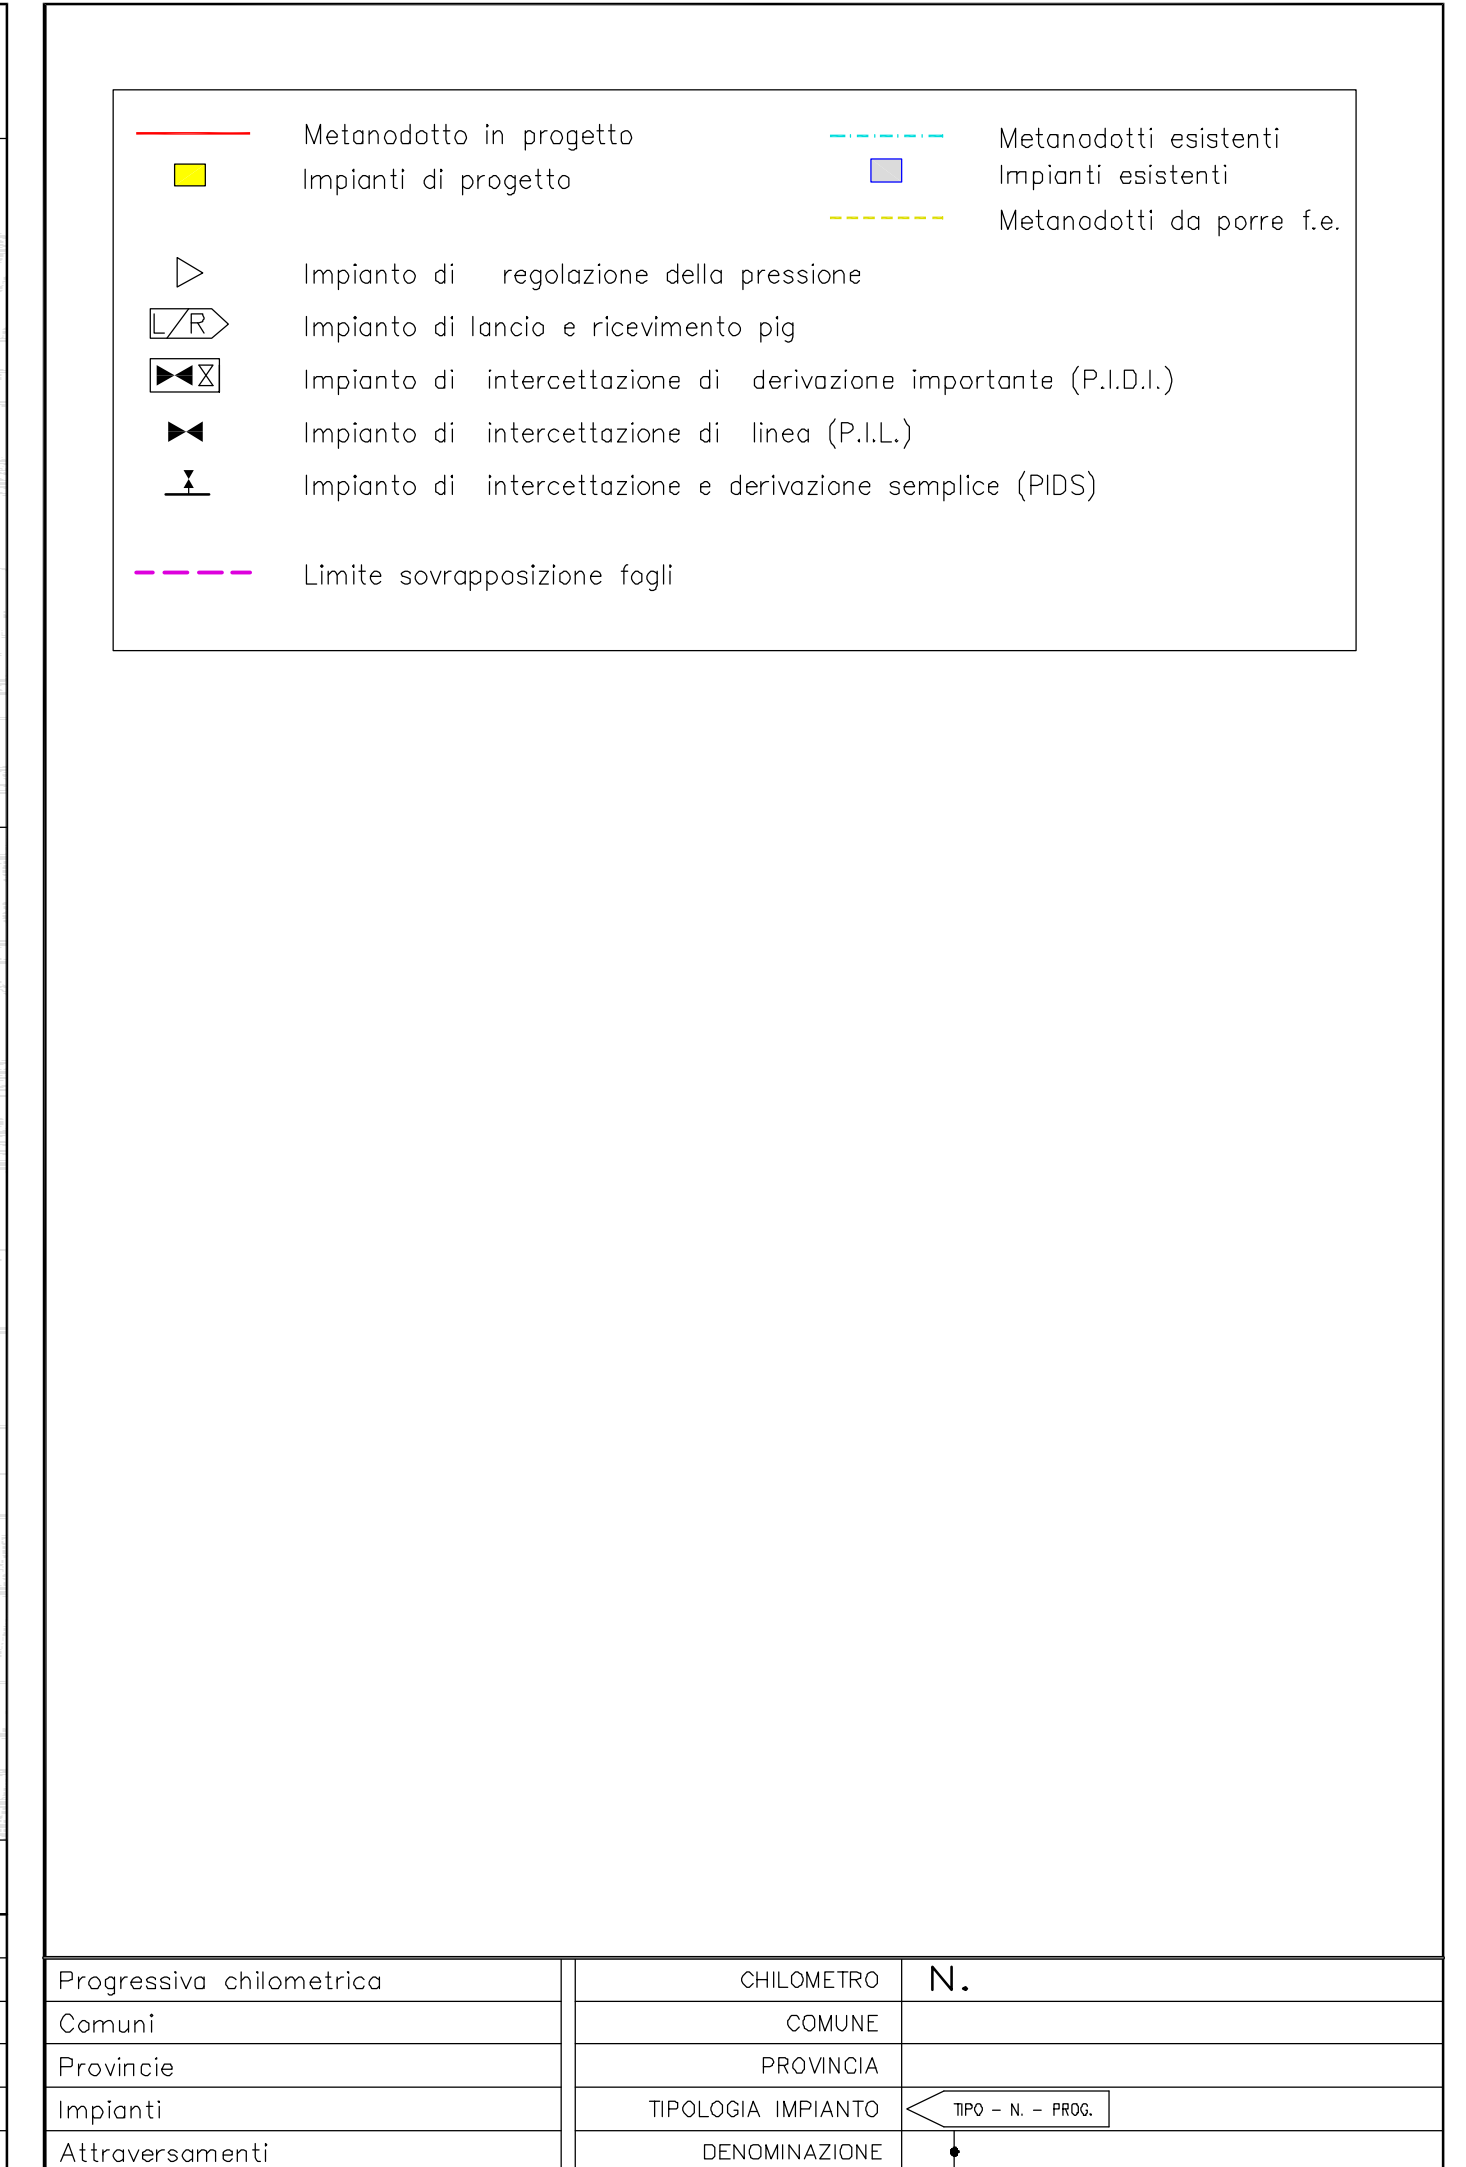 Metanodotto in progetto
Impianti di progetto
Metanodotti esistenti
Impianti esistenti
Metanodotti da porre f.e.
Impianto di regolazione della pressione
L/R Impianto di lancio e ricevimento pig
Impianto di intercettazione di derivazione importante (P.I.D.I.)
Impianto di intercettazione di linea (P.I.L.)
Impianto di intercettazione e derivazione semplice (PIDS)
Limite sovrapposizione fogli
Progressiva chilometrica CHILOMETRO N.
Comuni COMUNE
Provincie PROVINCIA
Impianti TIPOLOGIA IMPIANTO TIPO - N. - PROG.
Attraversamenti DENOMINAZIONE